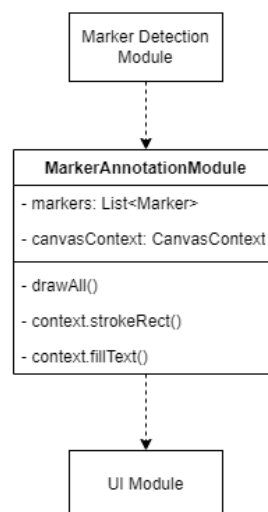 Marker Detection
Module
MarkerAnnotationModule
- markers: List<Marker>
- canvasContext: CanvasContext
- drawAll()
- context.strokeRect()
- context.fillText()
UI Module